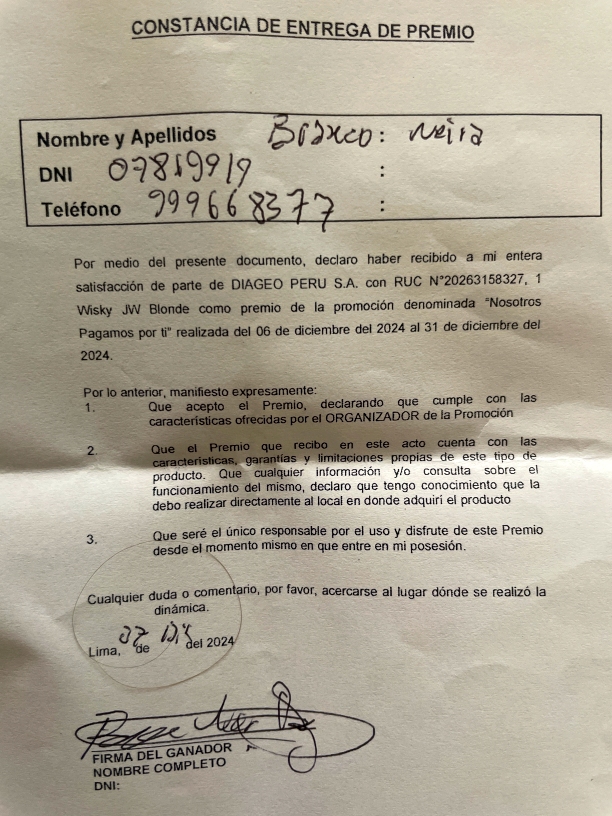 CONSTANCIA DE ENTREGA DE PREMIO
Nombre y Apellidos : Neira
DNI 07819919 :
Teléfono 999668377 :
Por medio del presente documento, declaro haber recibido a mi entera
satisfacción de parte de DIAGEO PERU S.A. con RUC N°20263158327, 1
Wisky JW Blonde como premio de la promoción denominada “Nosotros
Pagamos por ti” realizada del 06 de diciembre del 2024 al 31 de diciembre del
2024.
Por lo anterior, manifiesto expresamente:
1. Que acepto el Premio, declarando que cumple con las
características ofrecidas por el ORGANIZADOR de la Promoción
2. Que el Premio que recibo en este acto cuenta con las
características, garantías y limitaciones propias de este tipo de
producto. Que cualquier información y/o consulta sobre el
funcionamiento del mismo, declaro que tengo conocimiento que la
debo realizar directamente al local en donde adquirí el producto
3. Que seré el único responsable por el uso y disfrute de este Premio
desde el momento mismo en que entre en mi posesión.
Cualquier duda o comentario, por favor, acercarse al lugar dónde se realizó la
dinámica.
Lima, de del 2024
FIRMA DEL GANADOR
NOMBRE COMPLETO
DNI: